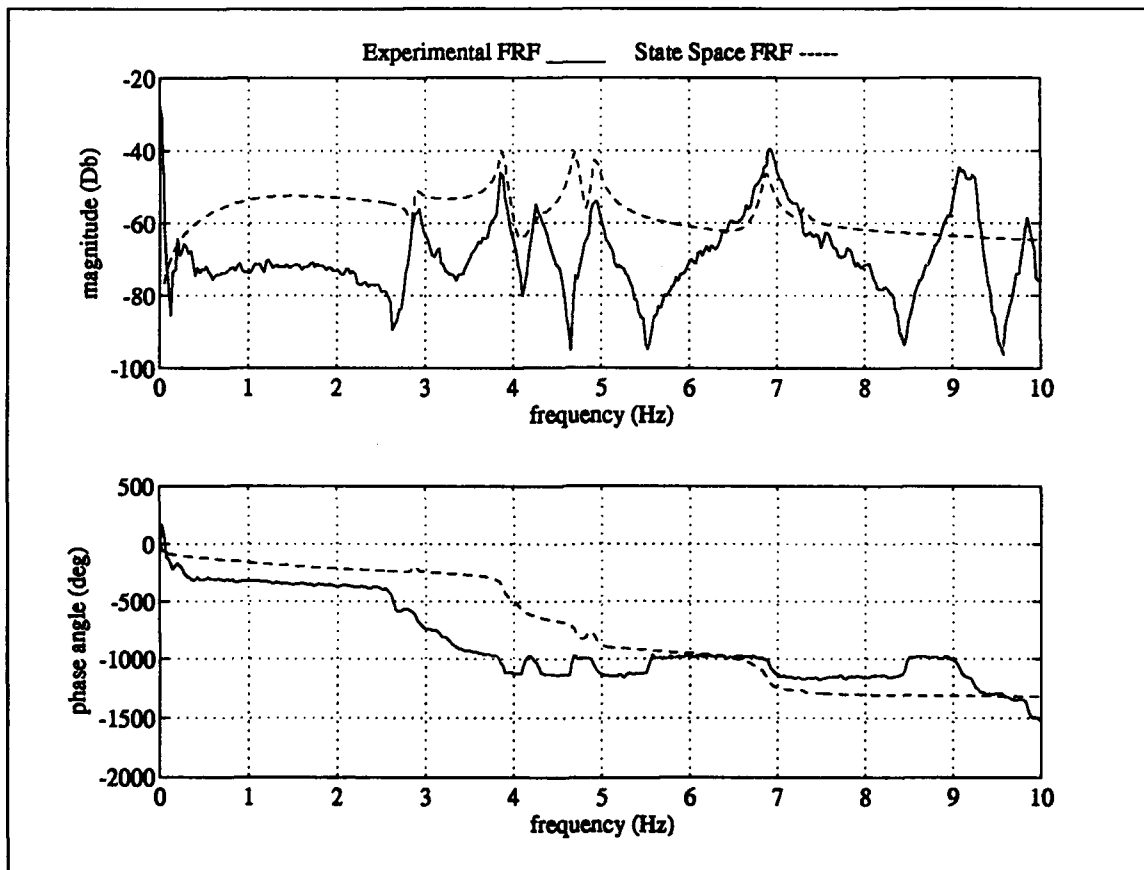 Experimental FRF _____ State Space FRF -----
-20
-40
-60
-80
-100
magnitude (Db)
0 1 2 3 4 5 6 7 8 9 10
frequency (Hz)
500
0
-500
-1000
-1500
-2000
phase angle (deg)
0 1 2 3 4 5 6 7 8 9 10
frequency (Hz)